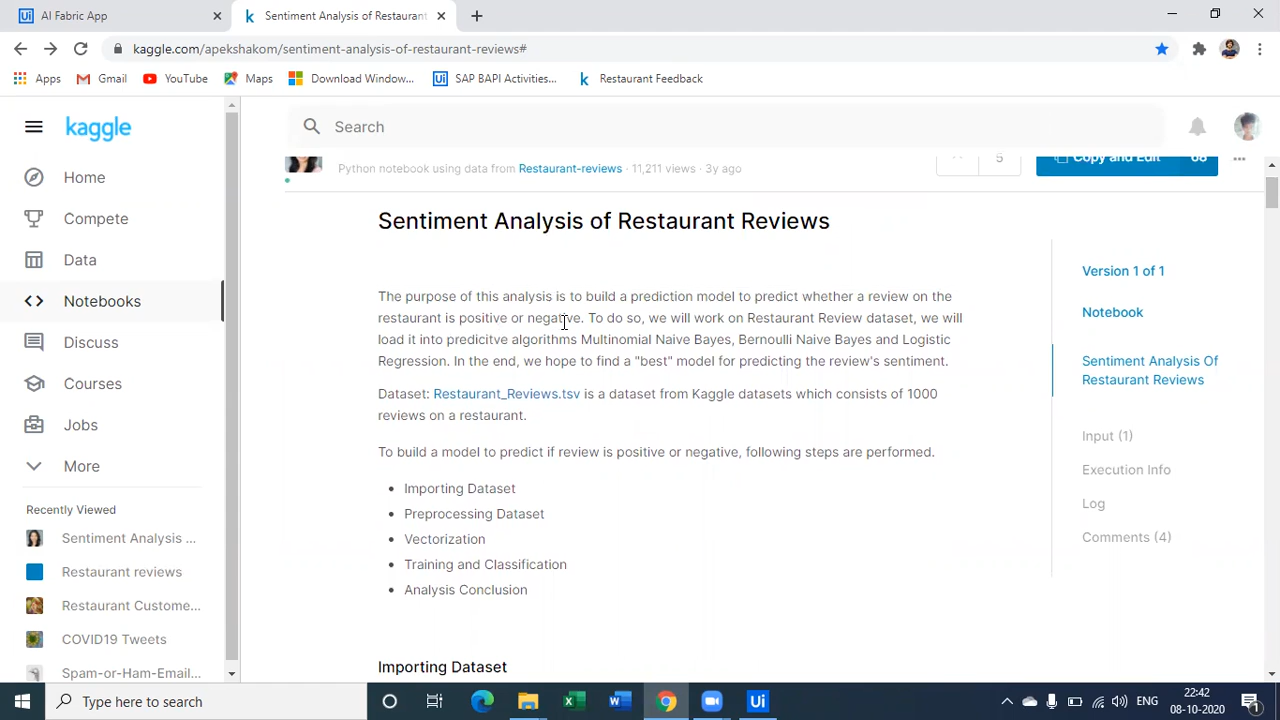 AI Fabric App
Sentiment Analysis of Restaurant
kaggle.com/apekshakom/sentiment-analysis-of-restaurant-reviews#
Apps
Gmail
YouTube
Maps
Download Window...
SAP BAPI Activities...
Restaurant Feedback
kaggle
Search
Home
Compete
Data
Notebooks
Discuss
Courses
Jobs
More
Recently Viewed
Sentiment Analysis ...
Restaurant reviews
Restaurant Custome...
COVID19 Tweets
Spam-or-Ham-Email...
Python notebook using data from Restaurant-reviews · 11,211 views · 3y ago
5
Copy and Edit
68
Sentiment Analysis of Restaurant Reviews
The purpose of this analysis is to build a prediction model to predict whether a review on the
restaurant is positive or negative. To do so, we will work on Restaurant Review dataset, we will
load it into predicitve algorithms Multinomial Naive Bayes, Bernoulli Naive Bayes and Logistic
Regression. In the end, we hope to find a "best" model for predicting the review's sentiment.
Dataset: Restaurant_Reviews.tsv is a dataset from Kaggle datasets which consists of 1000
reviews on a restaurant.
To build a model to predict if review is positive or negative, following steps are performed.
• Importing Dataset
• Preprocessing Dataset
• Vectorization
• Training and Classification
• Analysis Conclusion
Importing Dataset
Version 1 of 1
Notebook
Sentiment Analysis Of
Restaurant Reviews
Input (1)
Execution Info
Log
Comments (4)
Type here to search
ENG
22:42
08-10-2020